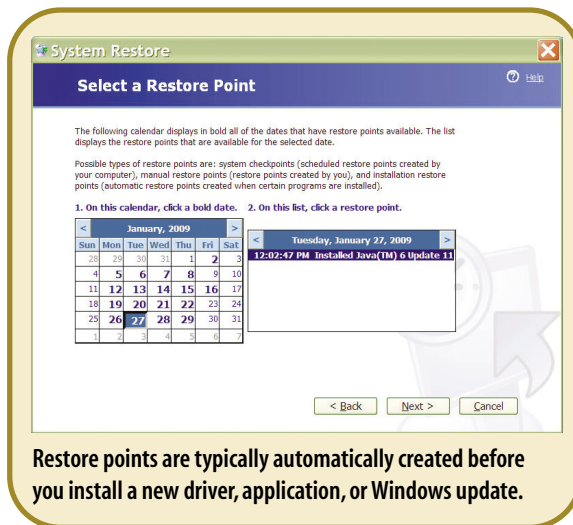 System Restore
Select a Restore Point
Help
The following calendar displays in bold all of the dates that have restore points available. The list
displays the restore points that are available for the selected date.
Possible types of restore points are: system checkpoints (scheduled restore points created by
your computer), manual restore points (restore points created by you), and installation restore
points (automatic restore points created when certain programs are installed).
1. On this calendar, click a bold date. 2. On this list, click a restore point.
< January, 2009 >
Sun Mon Tue Wed Thu Fri Sat
28 29 30 31 1 2 3
4 5 6 7 8 9 10
11 12 13 14 15 16 17
18 19 20 21 22 23 24
25 26 27 28 29 30 31
1 2 3 4 5 6 7
< Tuesday, January 27, 2009 >
12:02:47 PM Installed Java(TM) 6 Update 11
< Back Next > Cancel
Restore points are typically automatically created before
you install a new driver, application, or Windows update.